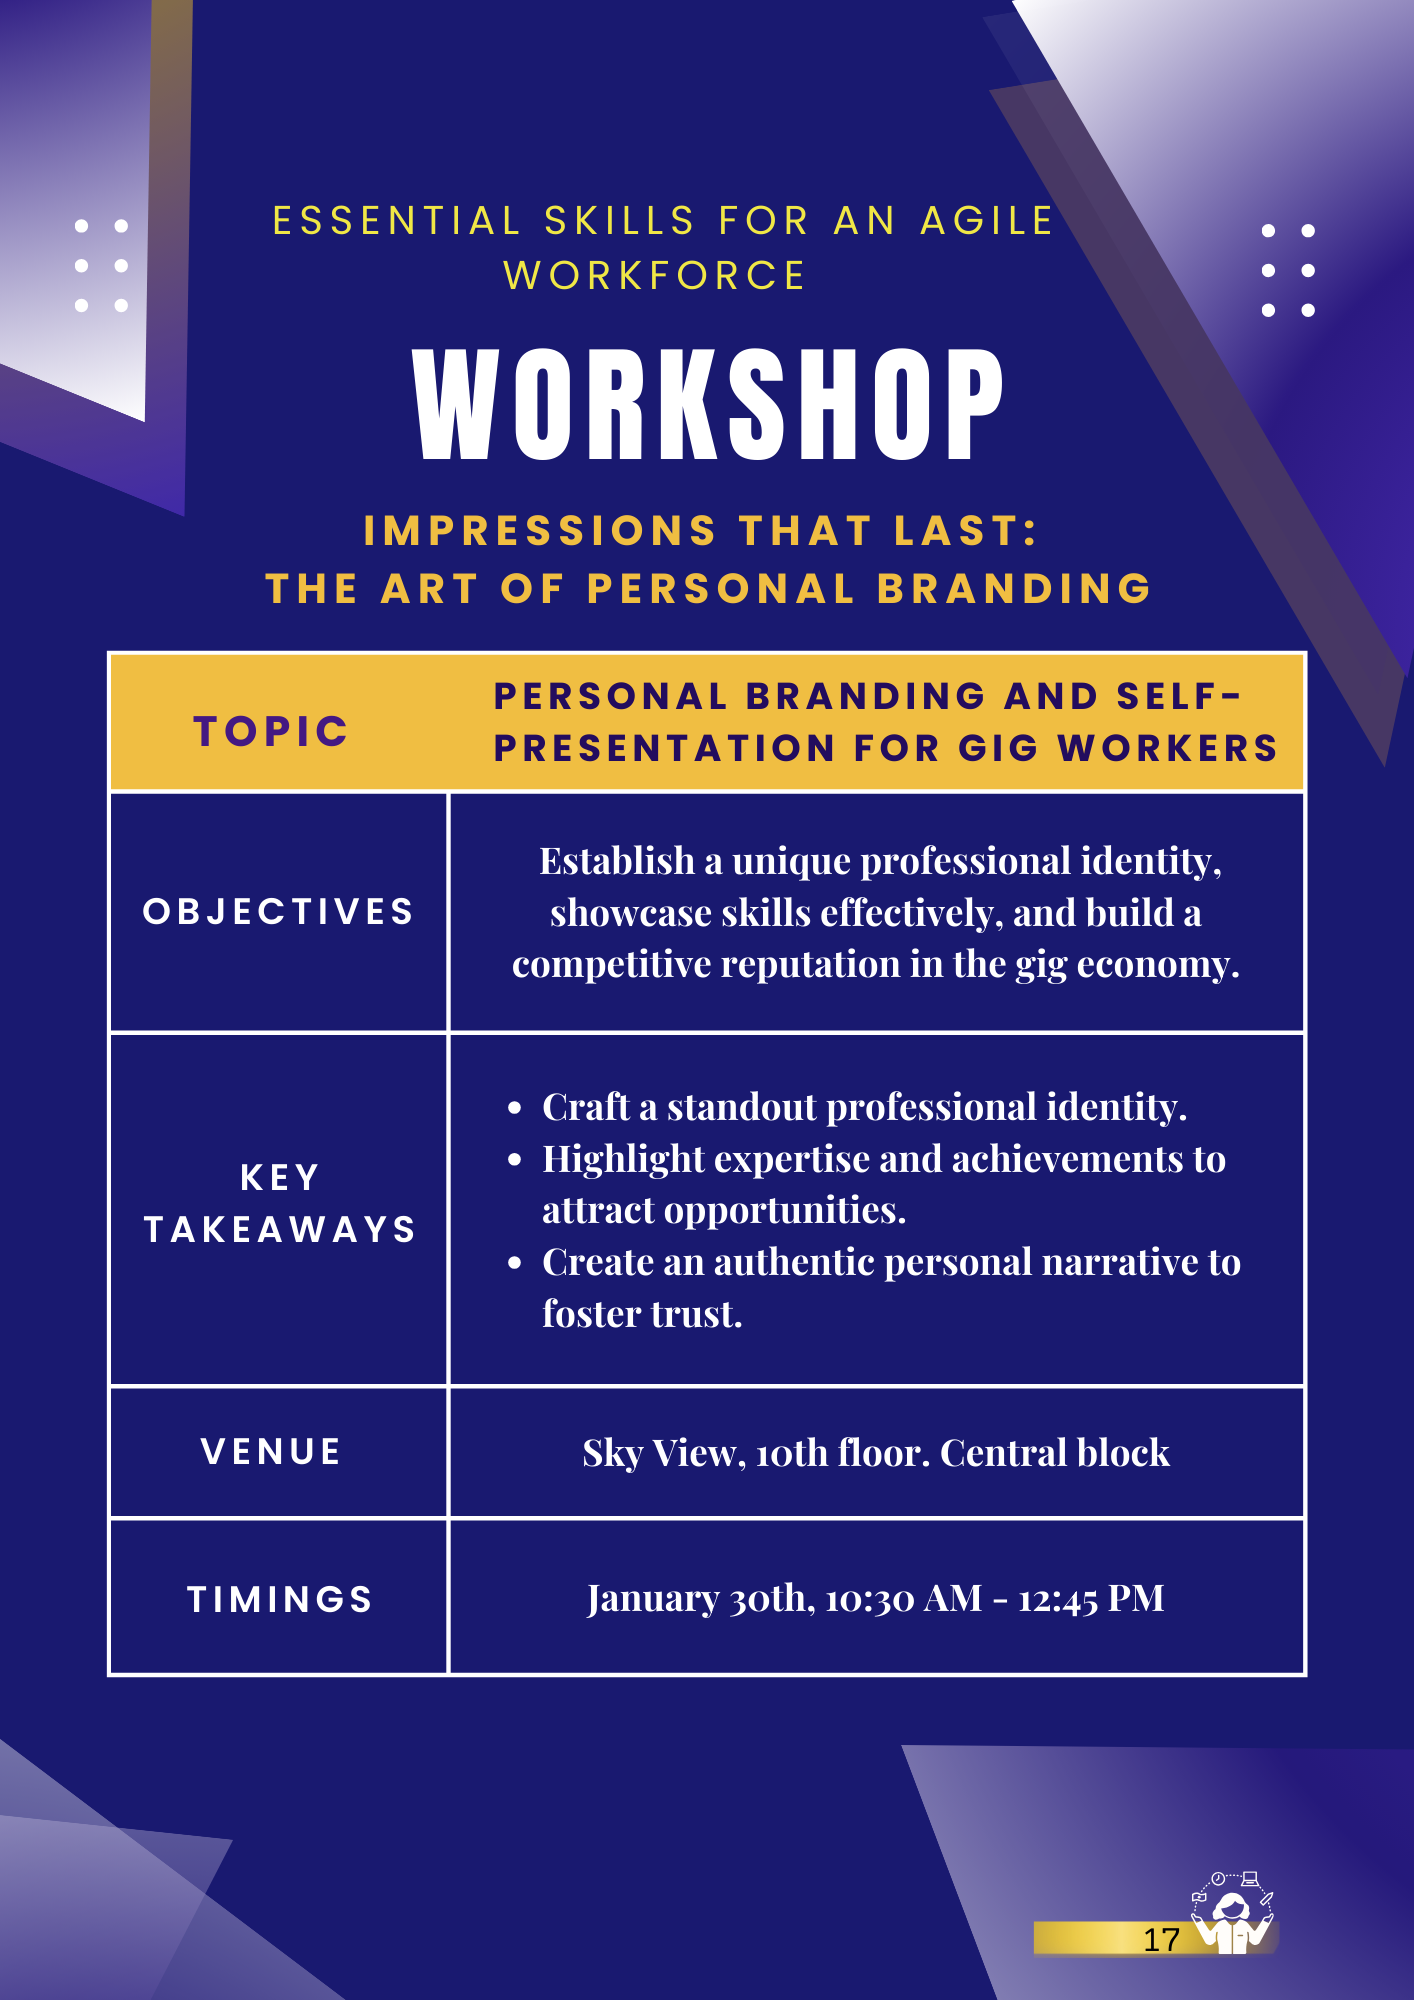 ESSENTIAL SKILLS FOR AN AGILE
WORKFORCE
WORKSHOP
IMPRESSIONS THAT LAST:
THE ART OF PERSONAL BRANDING
TOPIC
PERSONAL BRANDING AND SELF-
PRESENTATION FOR GIG WORKERS
OBJECTIVES
Establish a unique professional identity,
showcase skills effectively, and build a
competitive reputation in the gig economy.
KEY
TAKEAWAYS
• Craft a standout professional identity.
• Highlight expertise and achievements to
attract opportunities.
• Create an authentic personal narrative to
foster trust.
VENUE
Sky View, 10th floor. Central block
TIMINGS
January 30th, 10:30 AM - 12:45 PM
17